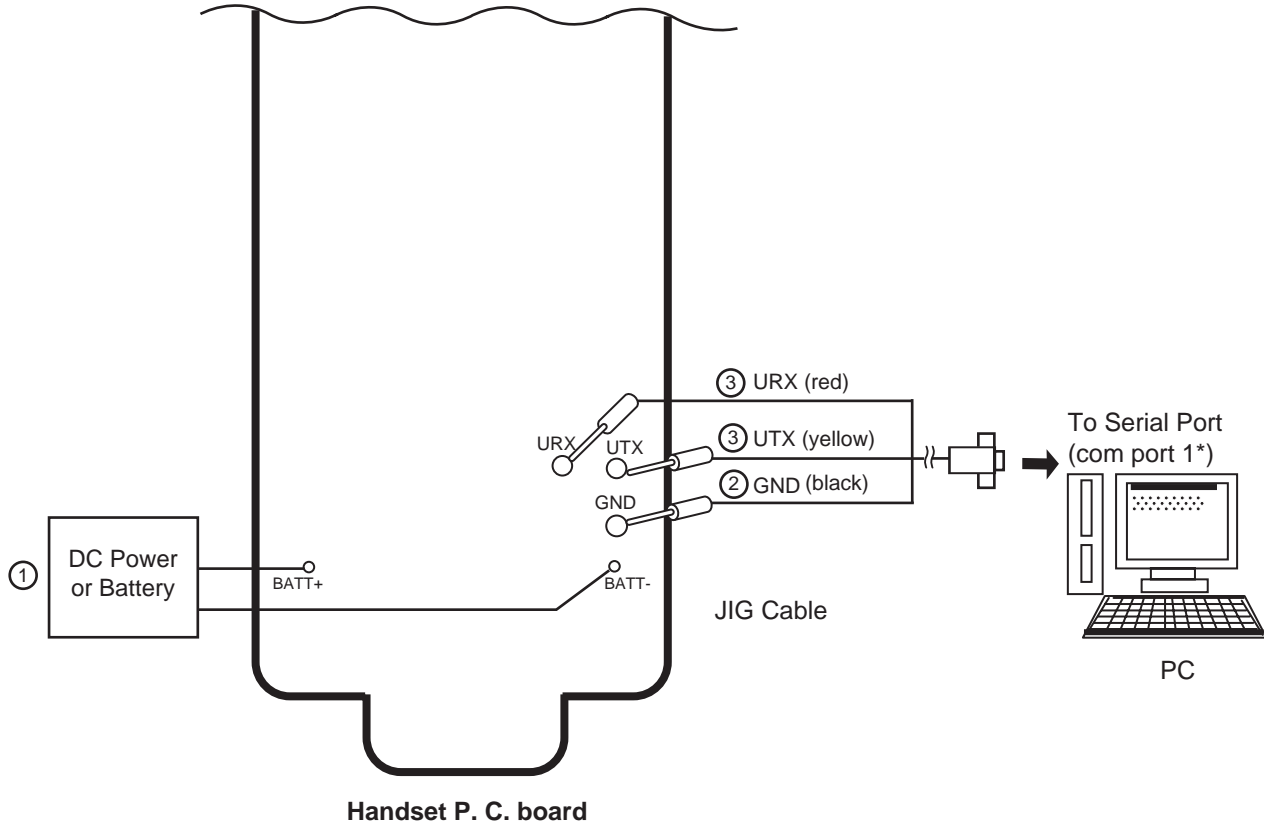 ③ URX (red)
URX
UTX
③ UTX (yellow)
② GND (black)
GND
To Serial Port
(com port 1*)
① DC Power
or Battery
BATT+
BATT-
JIG Cable
PC
Handset P. C. board